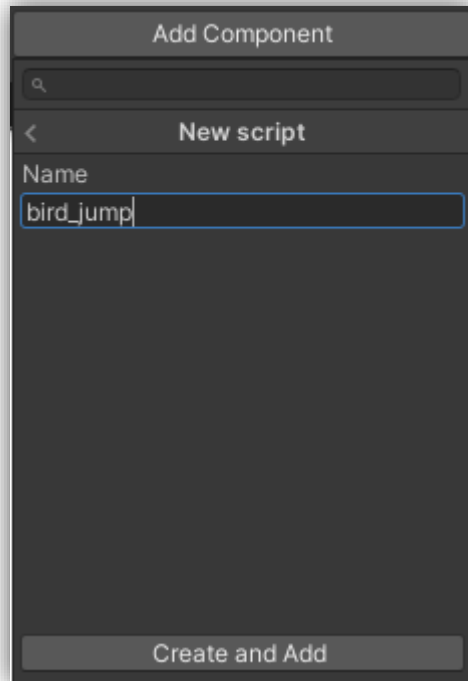 Add Component
New script
Name
bird_jump
Create and Add